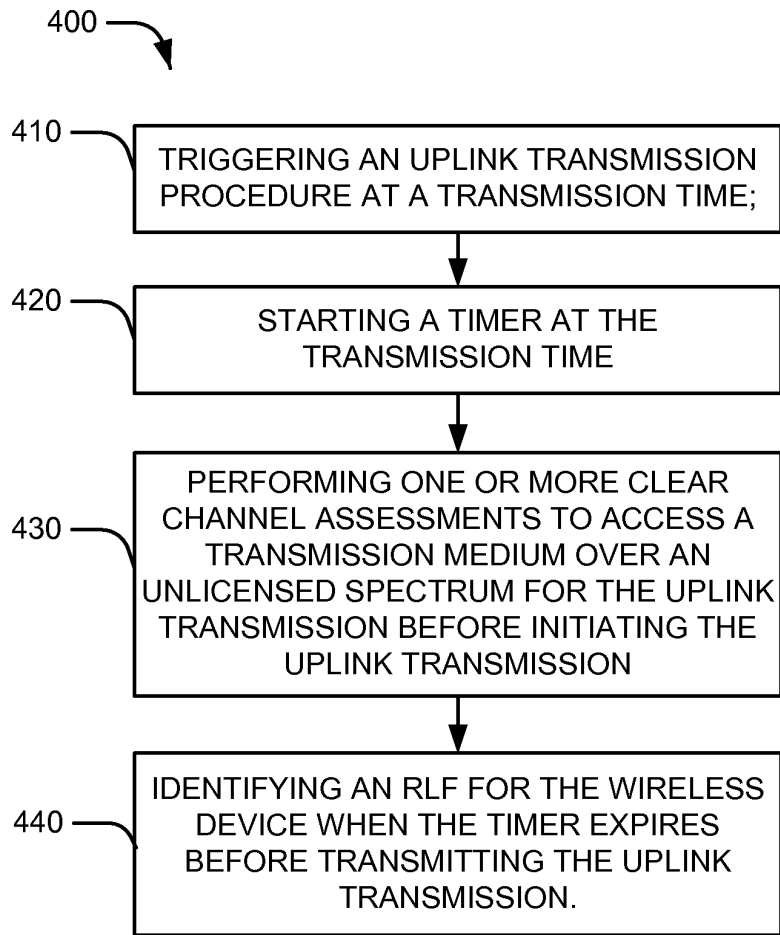 400
410
TRIGGERING AN UPLINK TRANSMISSION
PROCEDURE AT A TRANSMISSION TIME;
420
STARTING A TIMER AT THE
TRANSMISSION TIME
430
PERFORMING ONE OR MORE CLEAR
CHANNEL ASSESSMENTS TO ACCESS A
TRANSMISSION MEDIUM OVER AN
UNLICENSED SPECTRUM FOR THE UPLINK
TRANSMISSION BEFORE INITIATING THE
UPLINK TRANSMISSION
440
IDENTIFYING AN RLF FOR THE WIRELESS
DEVICE WHEN THE TIMER EXPIRES
BEFORE TRANSMITTING THE UPLINK
TRANSMISSION.